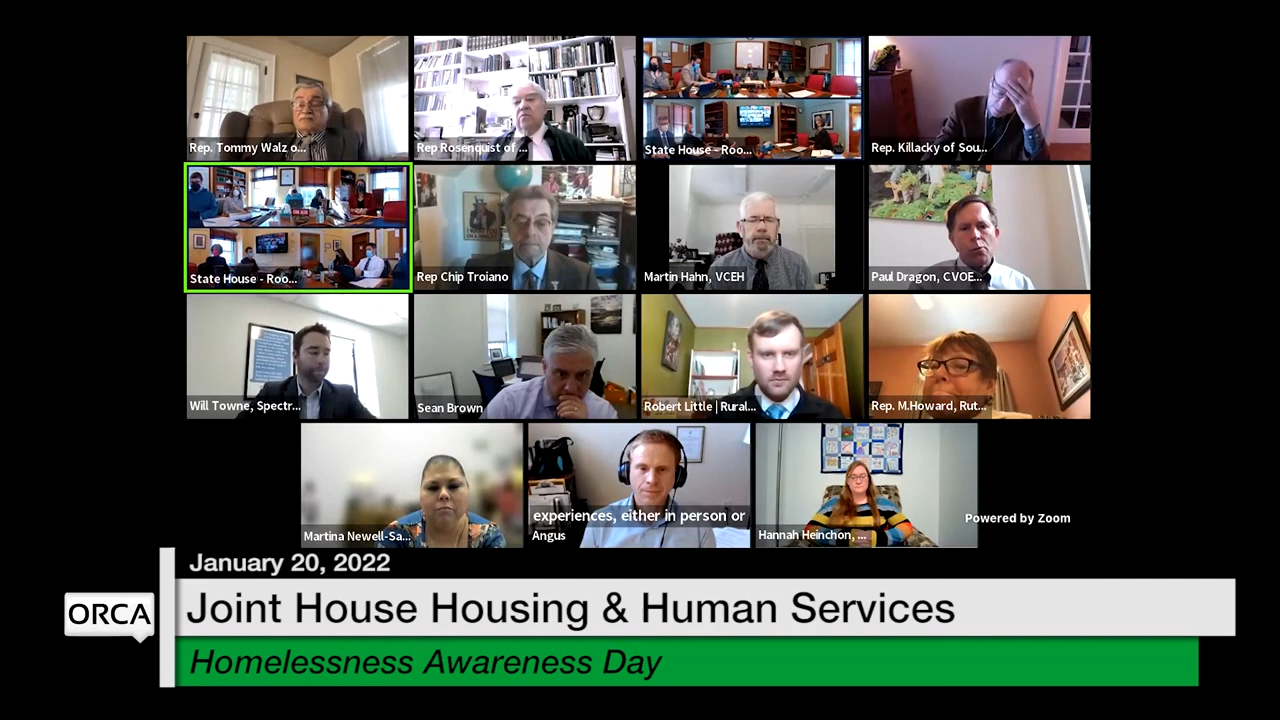 Rep. Tommy Walz o...
Rep Rosenquist of ...
State House - Roo...
Rep. Killacky of Sou...
ON AIR
State House - Roo...
Rep Chip Troiano
Martin Hahn, VCEH
Paul Dragon, CVOE...
Will Towne, Spectr...
Sean Brown
Robert Little | Rural...
Rep. M.Howard, Rut...
Martina Newell-Sa...
experiences, either in person or
Angus
Hannah Heinchon, ...
Powered by Zoom
January 20, 2022
ORCA
Joint House Housing & Human Services
Homelessness Awareness Day